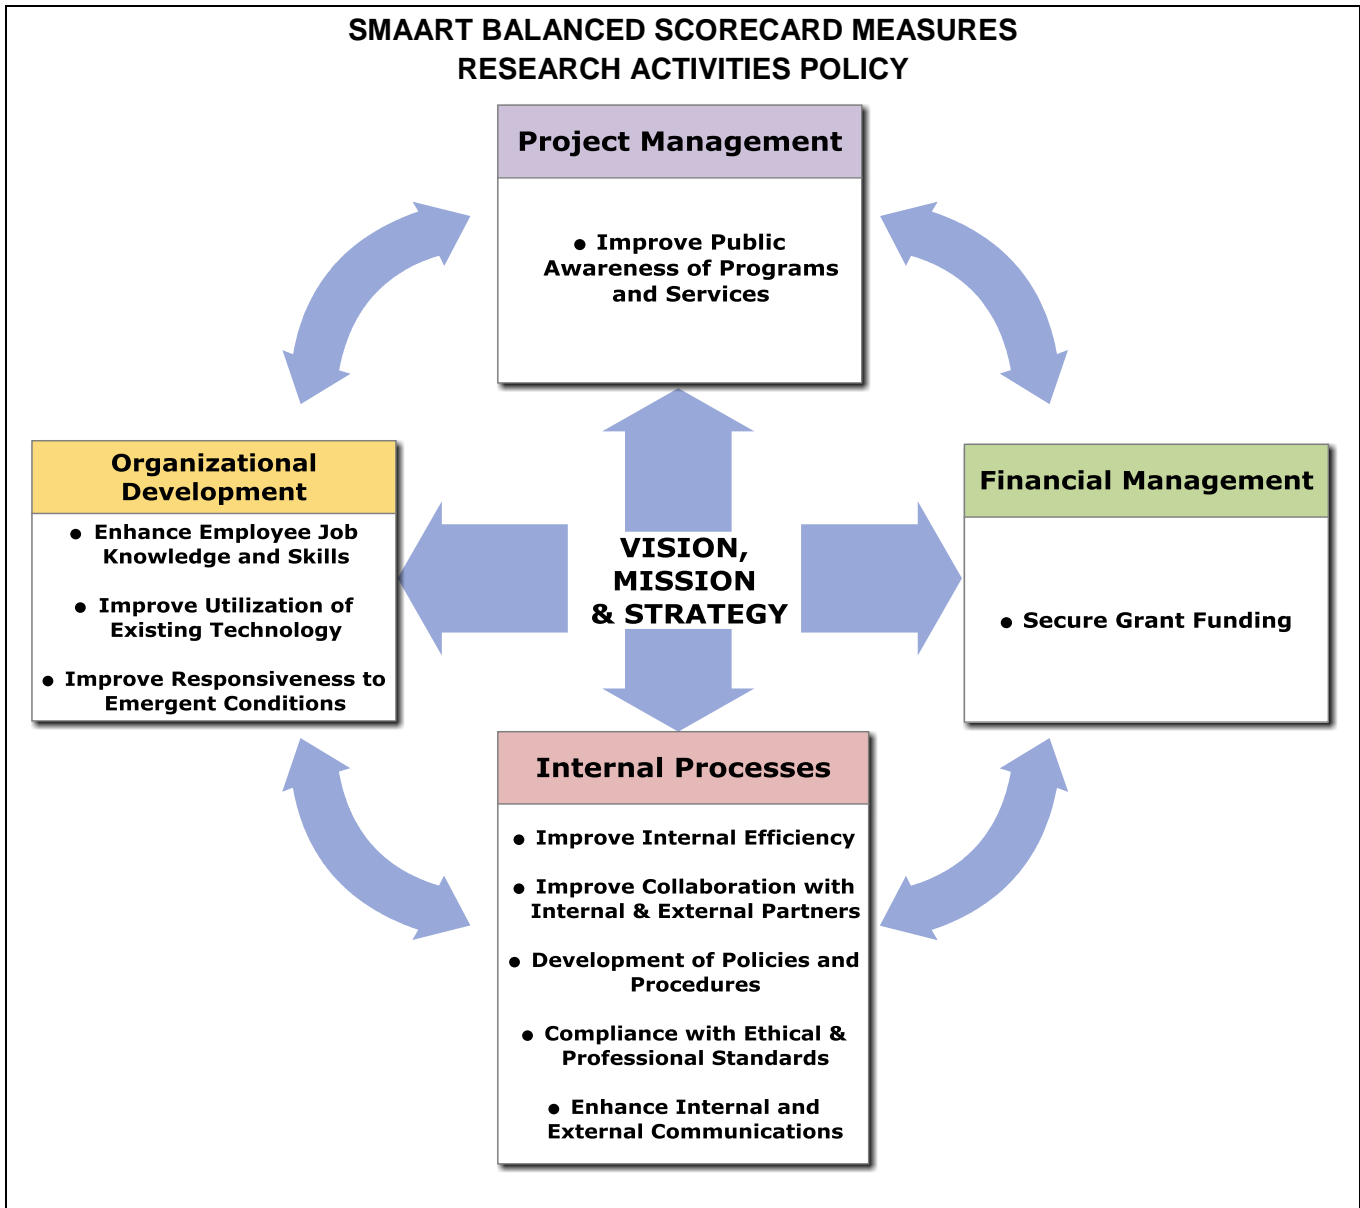 SMAART BALANCED SCORECARD MEASURES
RESEARCH ACTIVITIES POLICY
Project Management
● Improve Public
Awareness of Programs
and Services
Organizational
Development
● Enhance Employee Job
Knowledge and Skills
● Improve Utilization of
Existing Technology
● Improve Responsiveness to
Emergent Conditions
VISION,
MISSION
& STRATEGY
Financial Management
● Secure Grant Funding
Internal Processes
● Improve Internal Efficiency
● Improve Collaboration with
Internal & External Partners
● Development of Policies and
Procedures
● Compliance with Ethical &
Professional Standards
● Enhance Internal and
External Communications